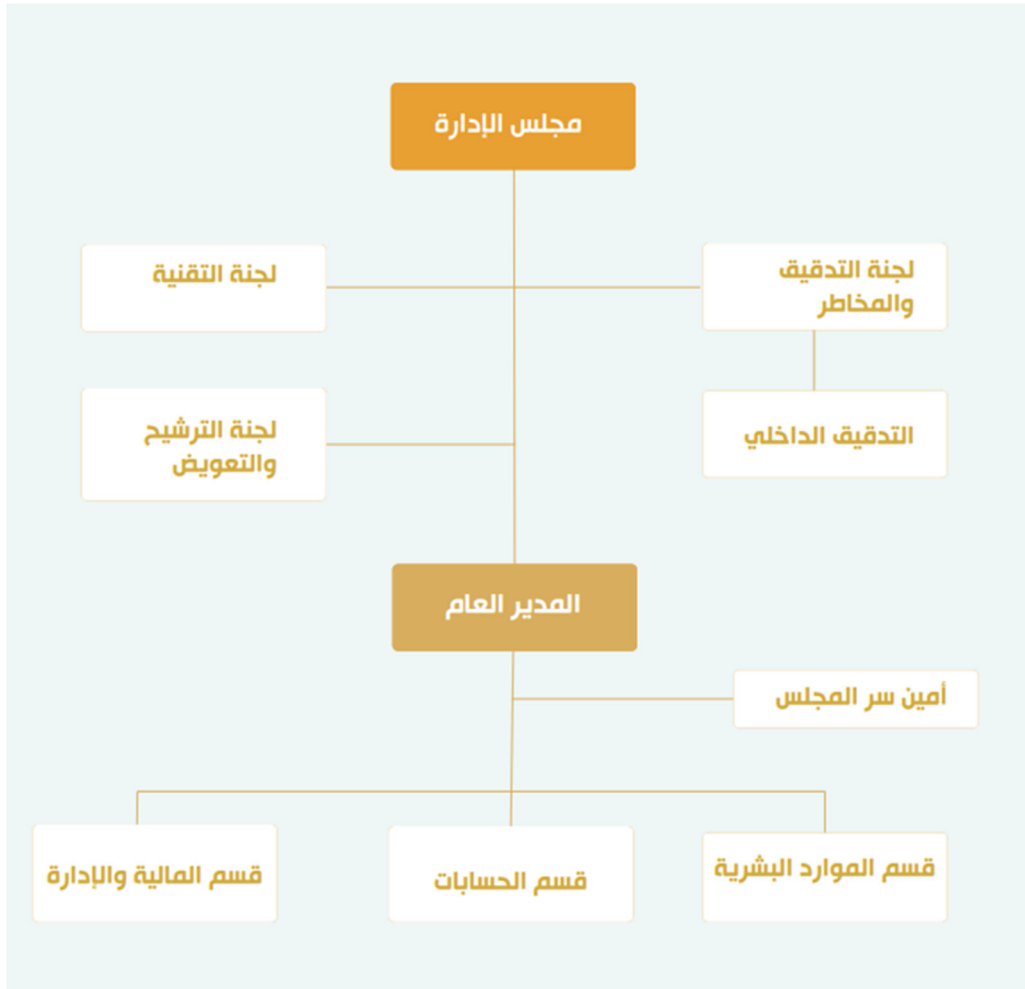 مجلس الإدارة
لجنة التدقيق
والمخاطر
لجنة التقنية
التدقيق الداخلي
لجنة الترشيح
والتعويض
المدير العام
أمين سر المجلس
قسم الموارد البشرية
قسم الحسابات
قسم المالية والإدارة